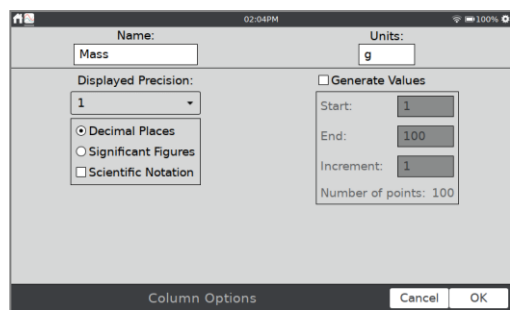 02:04PM
100%
Name:
Units:
Mass
g
Displayed Precision:
1
Decimal Places
Significant Figures
Scientific Notation
Generate Values
Start: 1
End: 100
Increment: 1
Number of points: 100
Column Options
Cancel
OK